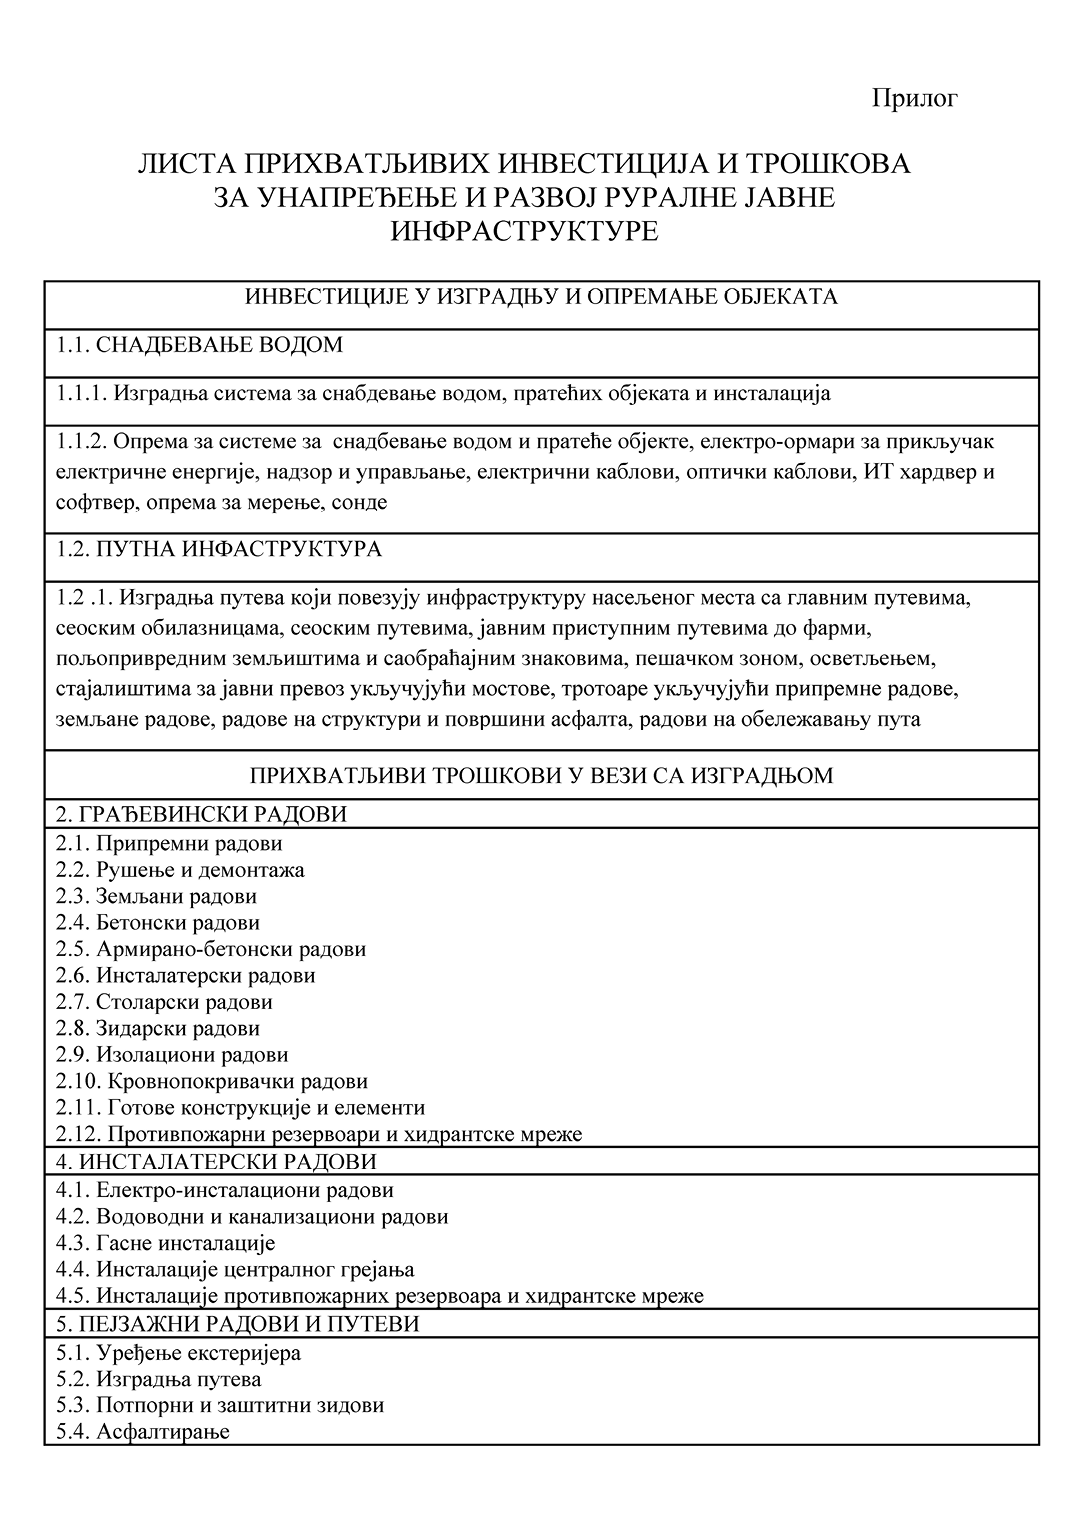 Прилог
ЛИСТА ПРИХВАТЉИВИХ ИНВЕСТИЦИЈА И ТРОШКОВА
ЗА УНАПРЕЂЕЊЕ И РАЗВОЈ РУРАЛНЕ ЈАВНЕ
ИНФРАСТРУКТУРЕ
ИНВЕСТИЦИЈЕ У ИЗГРАДЊУ И ОПРЕМАЊЕ ОБЈЕКАТА
1.1. СНАДБЕВАЊЕ ВОДОМ
1.1.1. Изградња система за снабдевање водом, пратећих објеката и инсталација
1.1.2. Опрема за системе за снадбевање водом и пратеће објекте, електро-ормари за прикључак
електричне енергије, надзор и управљање, електрични каблови, оптички каблови, ИТ хардвер и
софтвер, опрема за мерење, сонде
1.2. ПУТНА ИНФАСТРУКТУРА
1.2 .1. Изградња путева који повезују инфраструктуру насељеног места са главним путевима,
сеоским обилазницама, сеоским путевима, јавним приступним путевима до фарми,
пољопривредним земљиштима и саобраћајним знаковима, пешачком зоном, осветљењем,
стајалиштима за јавни превоз укључујући мостове, тротоаре укључујући припремне радове,
земљане радове, радове на структури и површини асфалта, радови на обележавању пута
ПРИХВАТЉИВИ ТРОШКОВИ У ВЕЗИ СА ИЗГРАДЊОМ
2. ГРАЂЕВИНСКИ РАДОВИ
2.1. Припремни радови
2.2. Рушење и демонтажа
2.3. Земљани радови
2.4. Бетонски радови
2.5. Армирано-бетонски радови
2.6. Инсталатерски радови
2.7. Столарски радови
2.8. Зидарски радови
2.9. Изолациони радови
2.10. Кровнопокривачки радови
2.11. Готове конструкције и елементи
2.12. Противпожарни резервоари и хидрантске мреже
4. ИНСТАЛАТЕРСКИ РАДОВИ
4.1. Електро-инсталациони радови
4.2. Водоводни и канализациони радови
4.3. Гасне инсталације
4.4. Инсталације централног грејања
4.5. Инсталације противпожарних резервоара и хидрантске мреже
5. ПЕЈЗАЖНИ РАДОВИ И ПУТЕВИ
5.1. Уређење екстеријера
5.2. Изградња путева
5.3. Потпорни и заштитни зидови
5.4. Асфалтирање